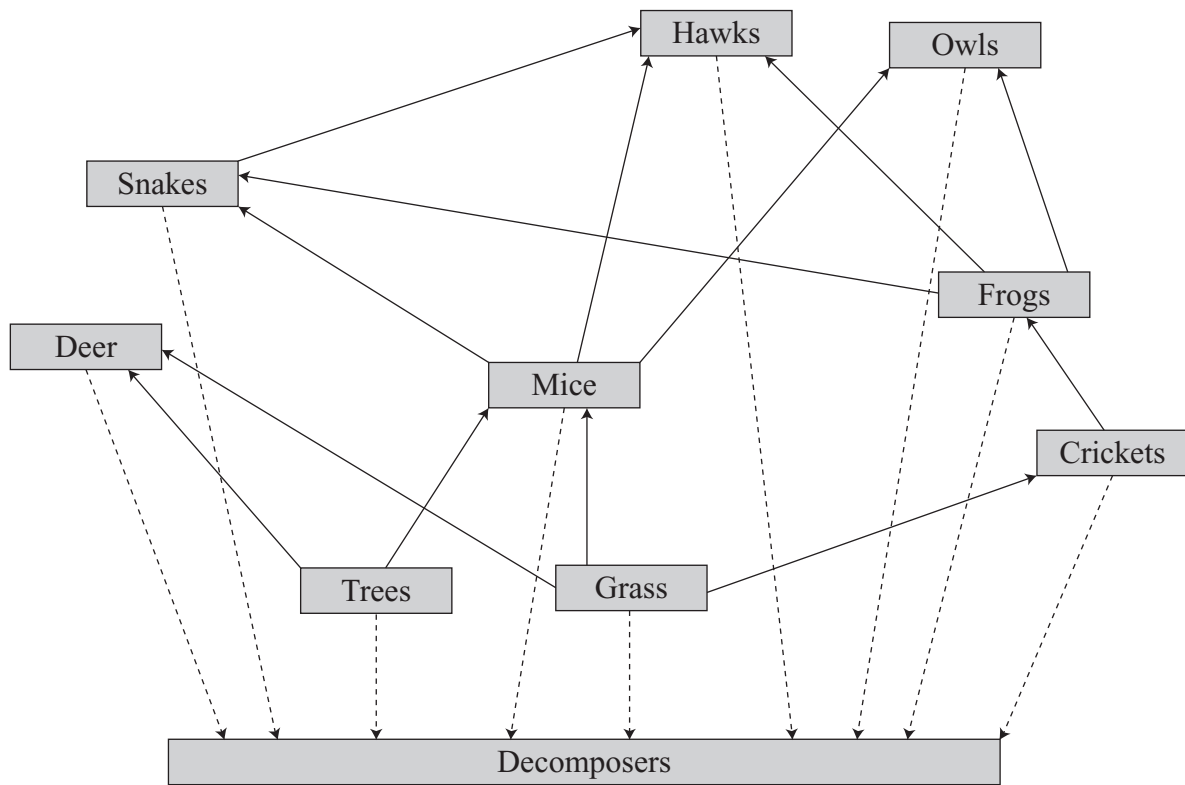 Hawks
Owls
Snakes
Frogs
Deer
Mice
Crickets
Trees
Grass
Decomposers